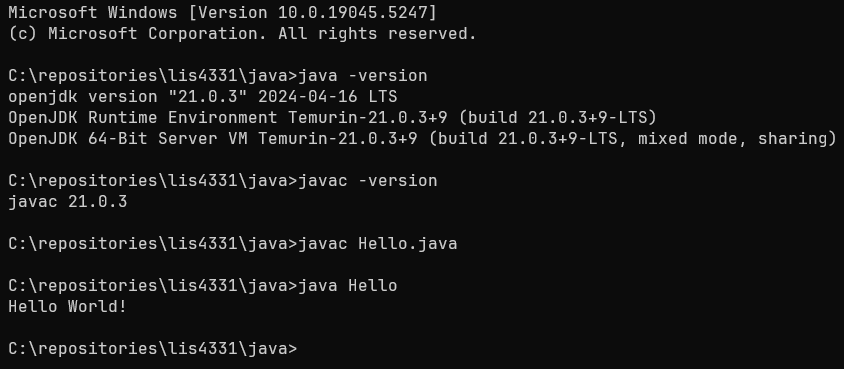 Microsoft Windows [Version 10.0.19045.5247]
(c) Microsoft Corporation. All rights reserved.
C:\repositories\lis4331\java>java -version
openjdk version "21.0.3" 2024-04-16 LTS
OpenJDK Runtime Environment Temurin-21.0.3+9 (build 21.0.3+9-LTS)
OpenJDK 64-Bit Server VM Temurin-21.0.3+9 (build 21.0.3+9-LTS, mixed mode, sharing)
C:\repositories\lis4331\java>javac -version
javac 21.0.3
C:\repositories\lis4331\java>javac Hello.java
C:\repositories\lis4331\java>java Hello
Hello World!
C:\repositories\lis4331\java>